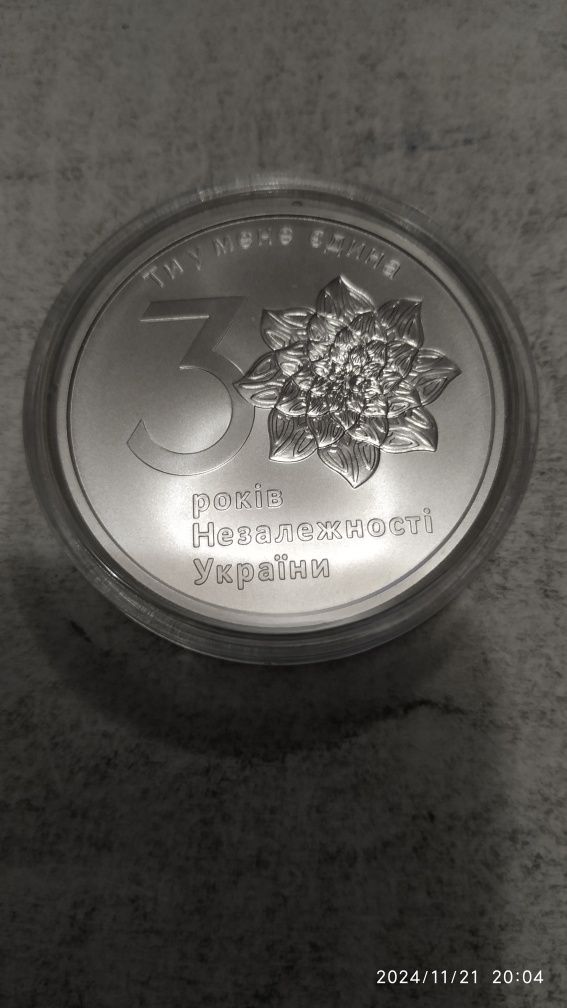 Ти у мене єдина
3
років
Незалежності
України
2024/11/21 20:04